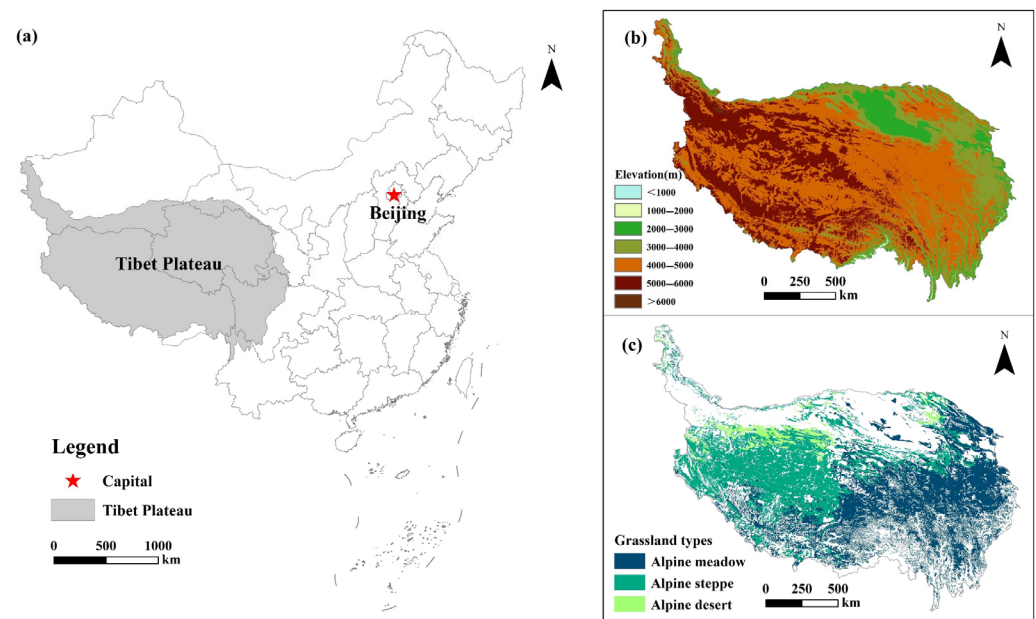 (a)
N
Beijing
Tibet Plateau
Legend
Capital
Tibet Plateau
0 500 1000
km
(b)
N
Elevation(m)
<1000
1000—2000
2000—3000
3000—4000
4000—5000
5000—6000
>6000
0 250 500
km
(c)
N
Grassland types
Alpine meadow
Alpine steppe
Alpine desert
0 250 500
km